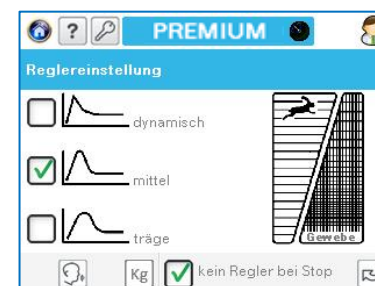 ? PREMIUM
Reglereinstellung
dynamisch
mittel
träge
Gewebe
Kg kein Regler bei Stop